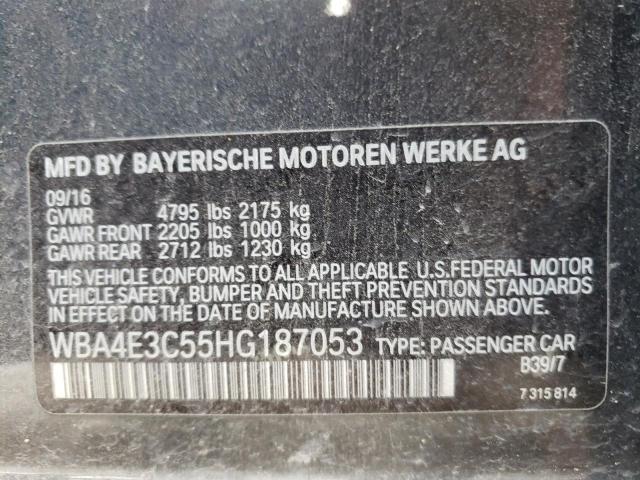 MFD BY BAYERISCHE MOTOREN WERKE AG
09/16
GVWR 4795 lbs 2175 kg
GAWR FRONT 2205 lbs 1000 kg
GAWR REAR 2712 lbs 1230 kg
THIS VEHICLE CONFORMS TO ALL APPLICABLE U.S.FEDERAL MOTOR
VEHICLE SAFETY, BUMPER AND THEFT PREVENTION STANDARDS
IN EFFECT ON THE DATE OF MANUFACTURE SHOWN ABOVE.
WBA4E3C55HG187053 TYPE: PASSENGER CAR
B39/7
7 315 814